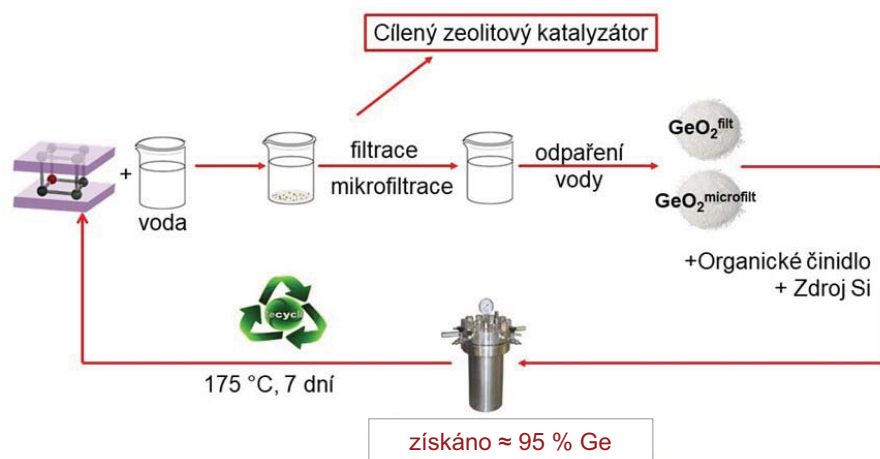 Cílený zeolitový katalyzátor
+
voda
filtrace
mikrofiltrace
odpaření
vody
GeO₂ᶠⁱˡᵗ
GeO₂ᵐⁱᶜʳᵒᶠⁱˡᵗ
+Organické činidlo
+ Zdroj Si
ecycl
175 °C, 7 dní
získáno ≈ 95 % Ge